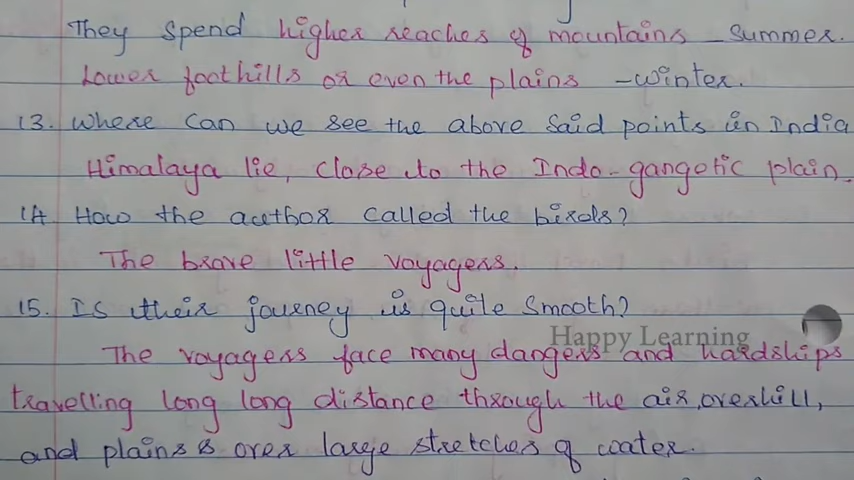 They spend higher reaches of mountains - Summer.
Lower foothills or even the plains - Winter.
13. Where can we see the above said points in India
Himalaya lie, close to the Indo-gangetic plain.
14. How the author called the birds?
The brave little voyagers.
15. Is their journey is quite smooth?
Happy Learning
The voyagers face many dangers and hardships
travelling long long distance through the air, overhill,
and plains & over large stretches of water.